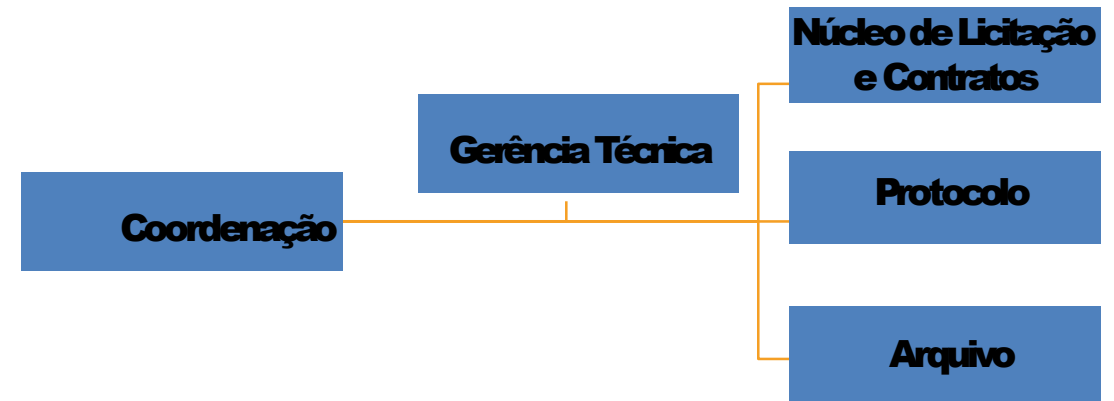 Núcleo de Licitação
e Contratos
Gerência Técnica
Coordenação
Protocolo
Arquivo